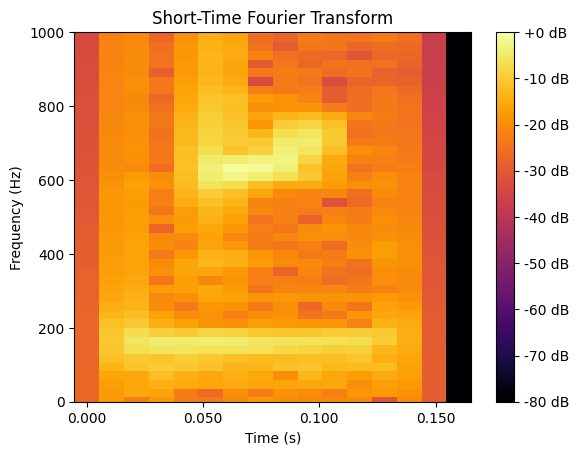 Short-Time Fourier Transform
1000
800
600
400
200
0
Frequency (Hz)
0.000
0.050
0.100
0.150
Time (s)
+0 dB
-10 dB
-20 dB
-30 dB
-40 dB
-50 dB
-60 dB
-70 dB
-80 dB